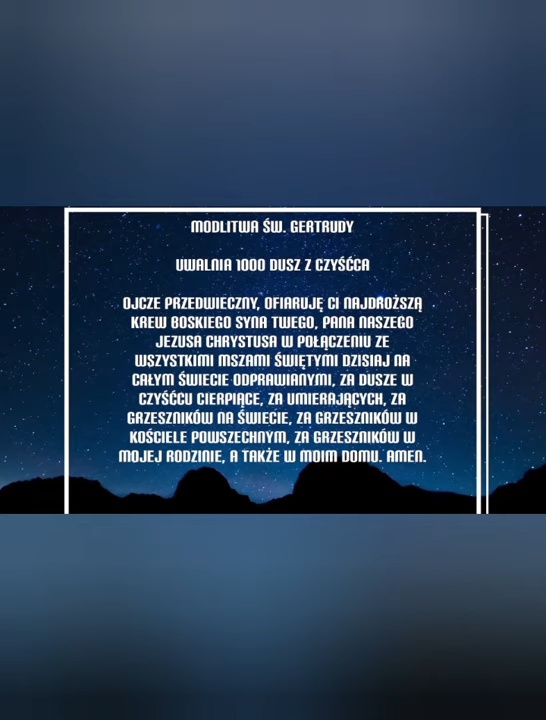 MODLITWA ŚW. GERTRUDY
UWALNIA 1000 DUSZ Z CZYŚĆCA
OJCZE PRZEDWIECZNY, OFIARUJĘ CI NAJDROŻSZĄ
KREW BOSKIEGO SYNA TWEGO, PANA NASZEGO
JEZUSA CHRYSTUSA W POŁĄCZENIU ZE
WSZYSTKIMI MSZAMI ŚWIĘTYMI DZISIAJ NA
CAŁYM ŚWIECIE ODPRAWIANYMI, ZA DUSZE W
CZYŚĆCU CIERPIĄCE, ZA UMIERAJĄCYCH, ZA
GRZESZNIKÓW NA ŚWIECIE, ZA GRZESZNIKÓW W
KOŚCIELE POWSZECHNYM, ZA GRZESZNIKÓW W
MOJEJ RODZINIE, A TAKŻE W MOIM DOMU. AMEN.